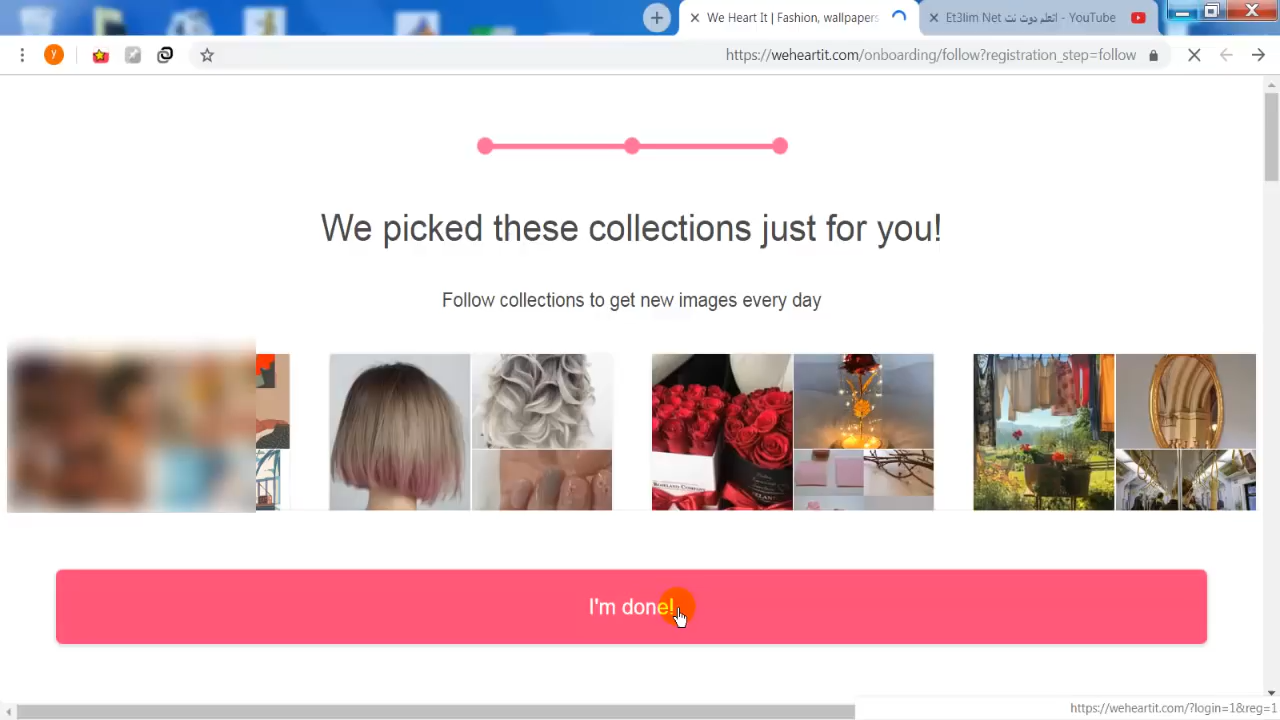 We Heart It | Fashion, wallpapers
Et3lim Net اتعلم دوت نت - YouTube
y
https://weheartit.com/onboarding/follow?registration_step=follow
We picked these collections just for you!
Follow collections to get new images every day
I'm done!
https://weheartit.com/?login=1&reg=1